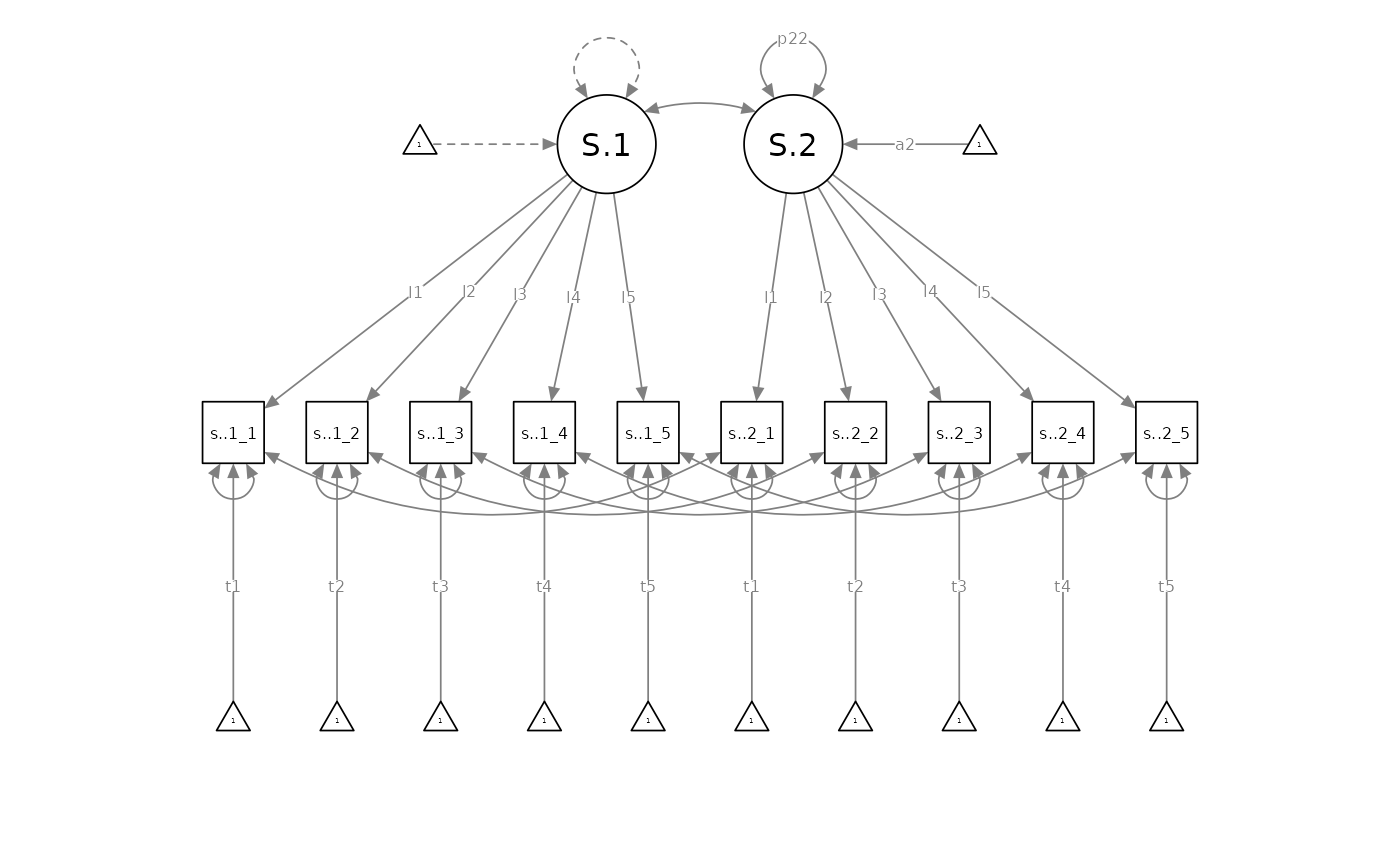 p22
1 S.1 S.2 a2 1
l1 l2 l3 l4 l5 l1 l2 l3 l4 l5
s..1_1 s..1_2 s..1_3 s..1_4 s..1_5 s..2_1 s..2_2 s..2_3 s..2_4 s..2_5
t1 t2 t3 t4 t5 t1 t2 t3 t4 t5
1 1 1 1 1 1 1 1 1 1